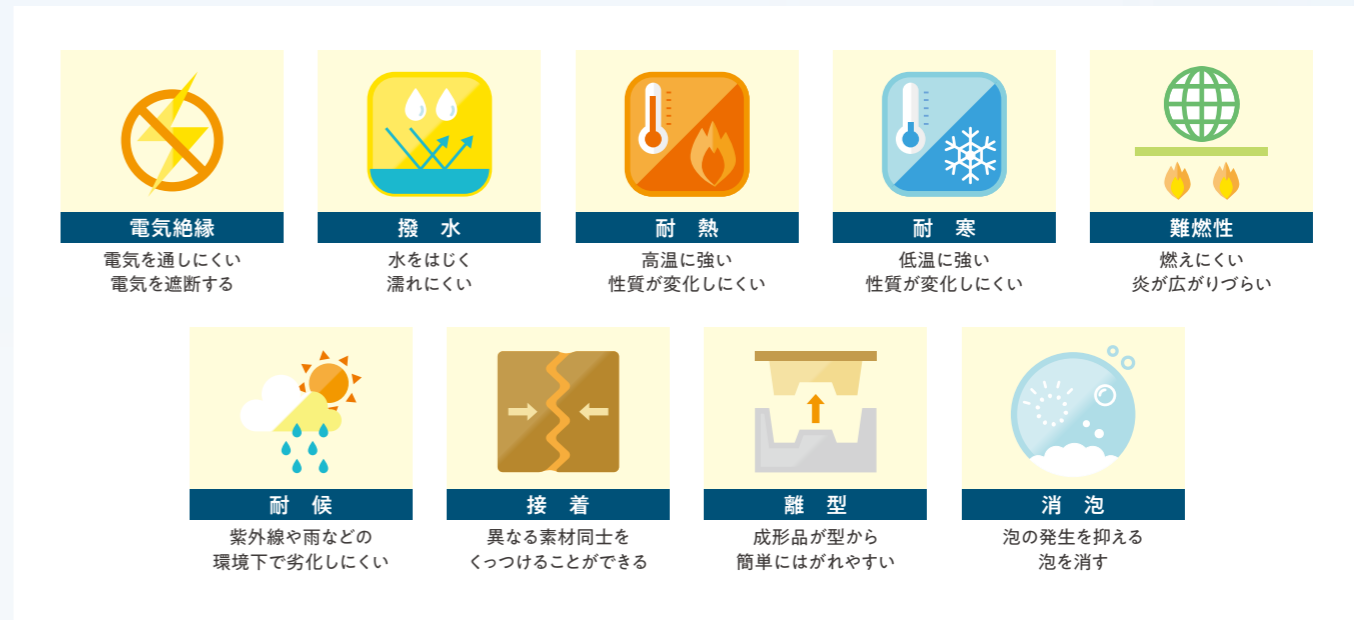 電気絶縁
電気を通しにくい
電気を遮断する
撥　水
水をはじく
濡れにくい
耐　熱
高温に強い
性質が変化しにくい
耐　寒
低温に強い
性質が変化しにくい
難燃性
燃えにくい
炎が広がりづらい
耐　候
紫外線や雨などの
環境下で劣化しにくい
接　着
異なる素材同士を
くっつけることができる
離　型
成形品が型から
簡単にはがれやすい
消　泡
泡の発生を抑える
泡を消す